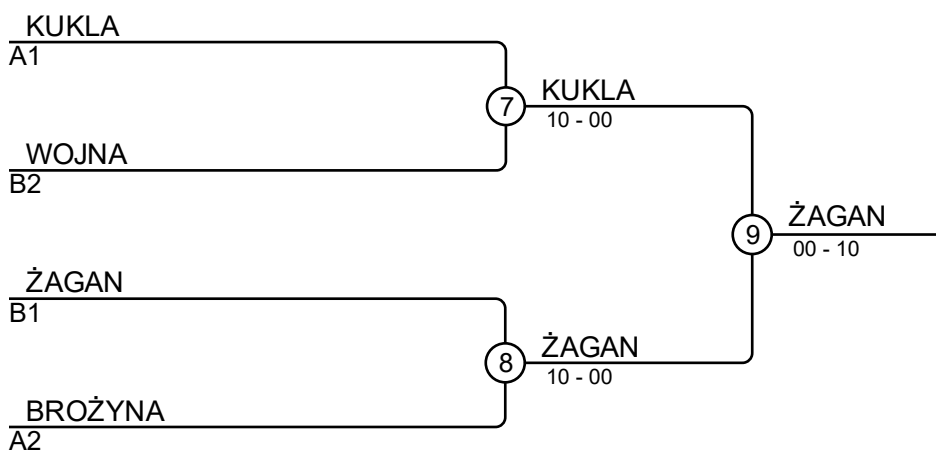 KUKLA
A1
7
KUKLA
10 - 00
WOJNA
B2
9
ŻAGAN
00 - 10
ŻAGAN
B1
8
ŻAGAN
10 - 00
BROŻYNA
A2